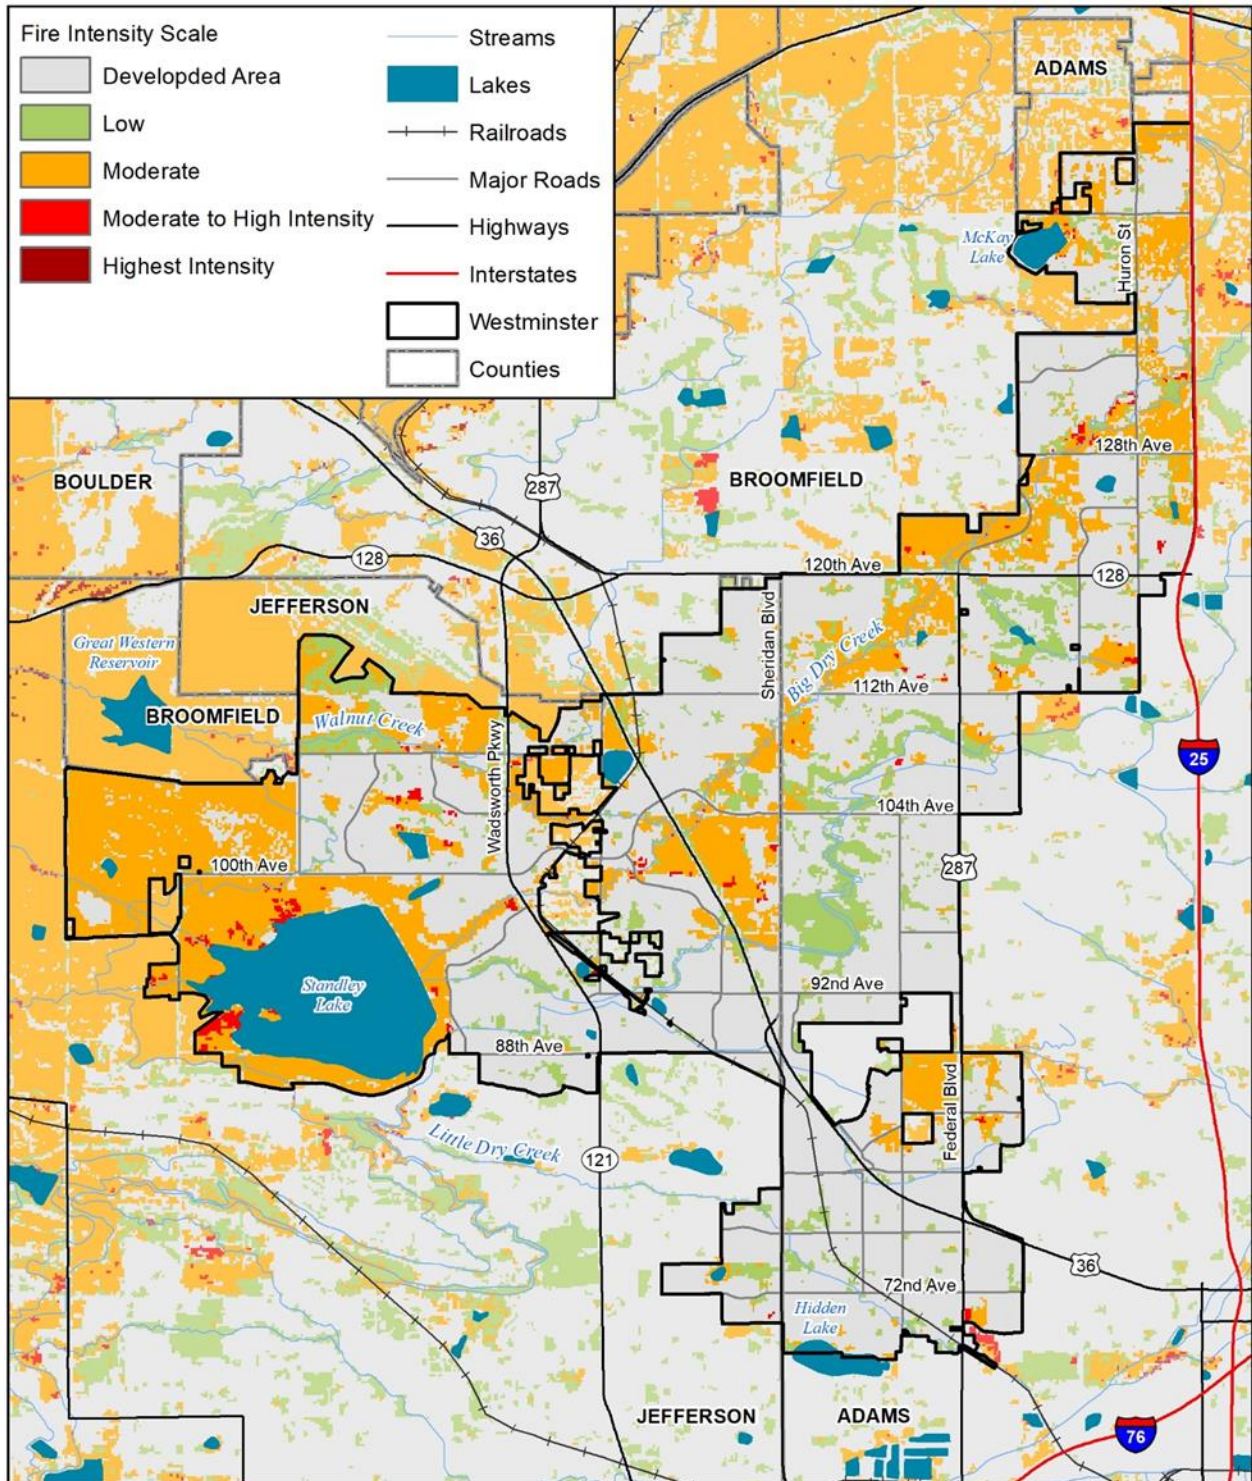 Fire Intensity Scale
Developded Area
Low
Moderate
Moderate to High Intensity
Highest Intensity
Streams
Lakes
Railroads
Major Roads
Highways
Interstates
Westminster
Counties
ADAMS
McKay
Lake
Huron St
128th Ave
BOULDER
BROOMFIELD
287
36
128
120th Ave
128
JEFFERSON
Great Western
Reservoir
Sheridan Blvd
Big Dry Creek
112th Ave
BROOMFIELD
Walnut Creek
Wadsworth Pkwy
25
104th Ave
100th Ave
287
Standley
Lake
92nd Ave
88th Ave
Federal Blvd
Little Dry Creek
121
36
72nd Ave
Hidden
Lake
JEFFERSON
ADAMS
76